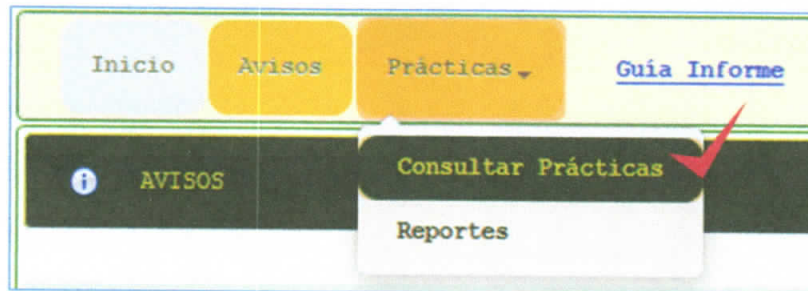 Inicio Avisos Prácticas Guía Informe
AVISOS Consultar Prácticas
Reportes